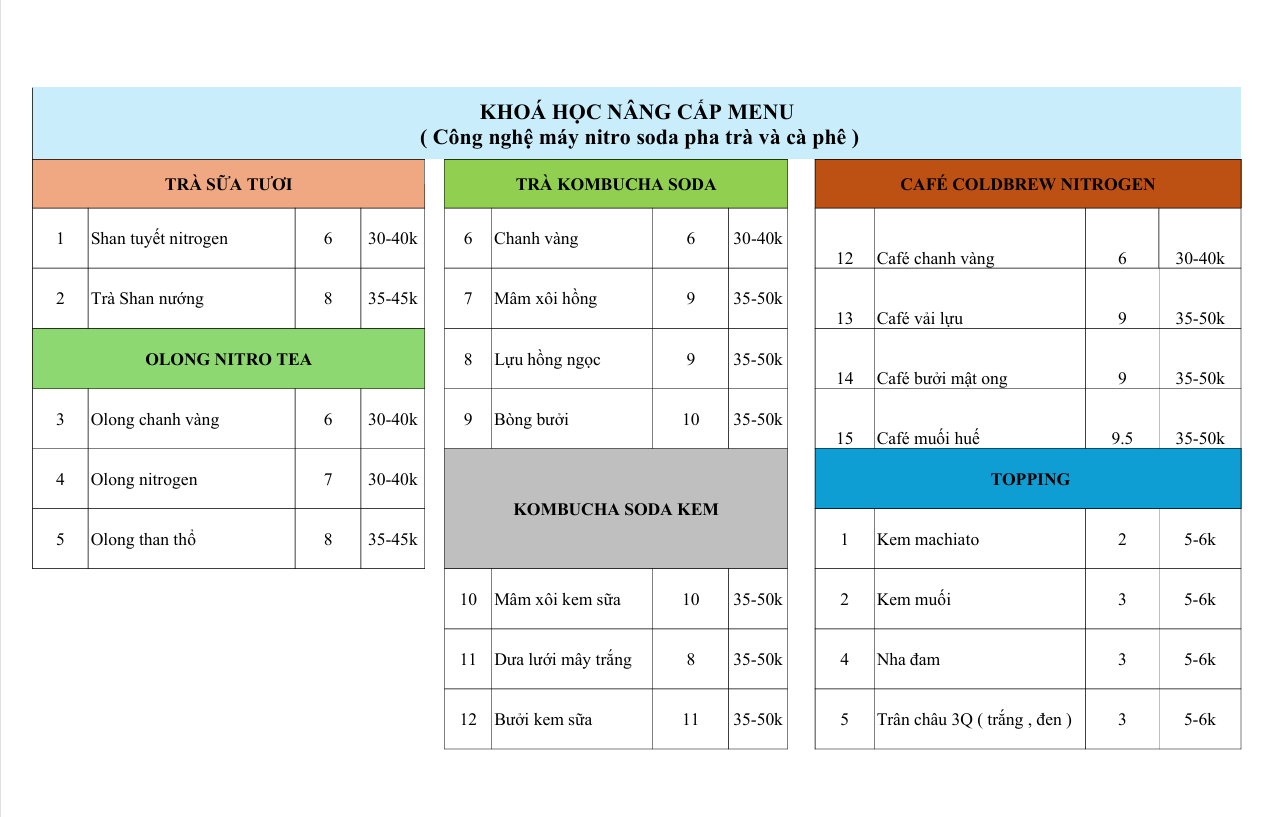 KHOÁ HỌC NÂNG CẤP MENU
( Công nghệ máy nitro soda pha trà và cà phê )
TRÀ SỮA TƯƠI
1 Shan tuyết nitrogen 6 30-40k
2 Trà Shan nướng 8 35-45k
OLONG NITRO TEA
3 Olong chanh vàng 6 30-40k
4 Olong nitrogen 7 30-40k
5 Olong than thổ 8 35-45k
TRÀ KOMBUCHA SODA
6 Chanh vàng 6 30-40k
7 Mâm xôi hồng 9 35-50k
8 Lựu hồng ngọc 9 35-50k
9 Bòng bưởi 10 35-50k
KOMBUCHA SODA KEM
10 Mâm xôi kem sữa 10 35-50k
11 Dưa lưới mây trắng 8 35-50k
12 Bưởi kem sữa 11 35-50k
CAFÉ COLDBREW NITROGEN
12 Café chanh vàng 6 30-40k
13 Café vải lựu 9 35-50k
14 Café bưởi mật ong 9 35-50k
15 Café muối huế 9.5 35-50k
TOPPING
1 Kem machiato 2 5-6k
2 Kem muối 3 5-6k
4 Nha đam 3 5-6k
5 Trân châu 3Q ( trắng , đen ) 3 5-6k